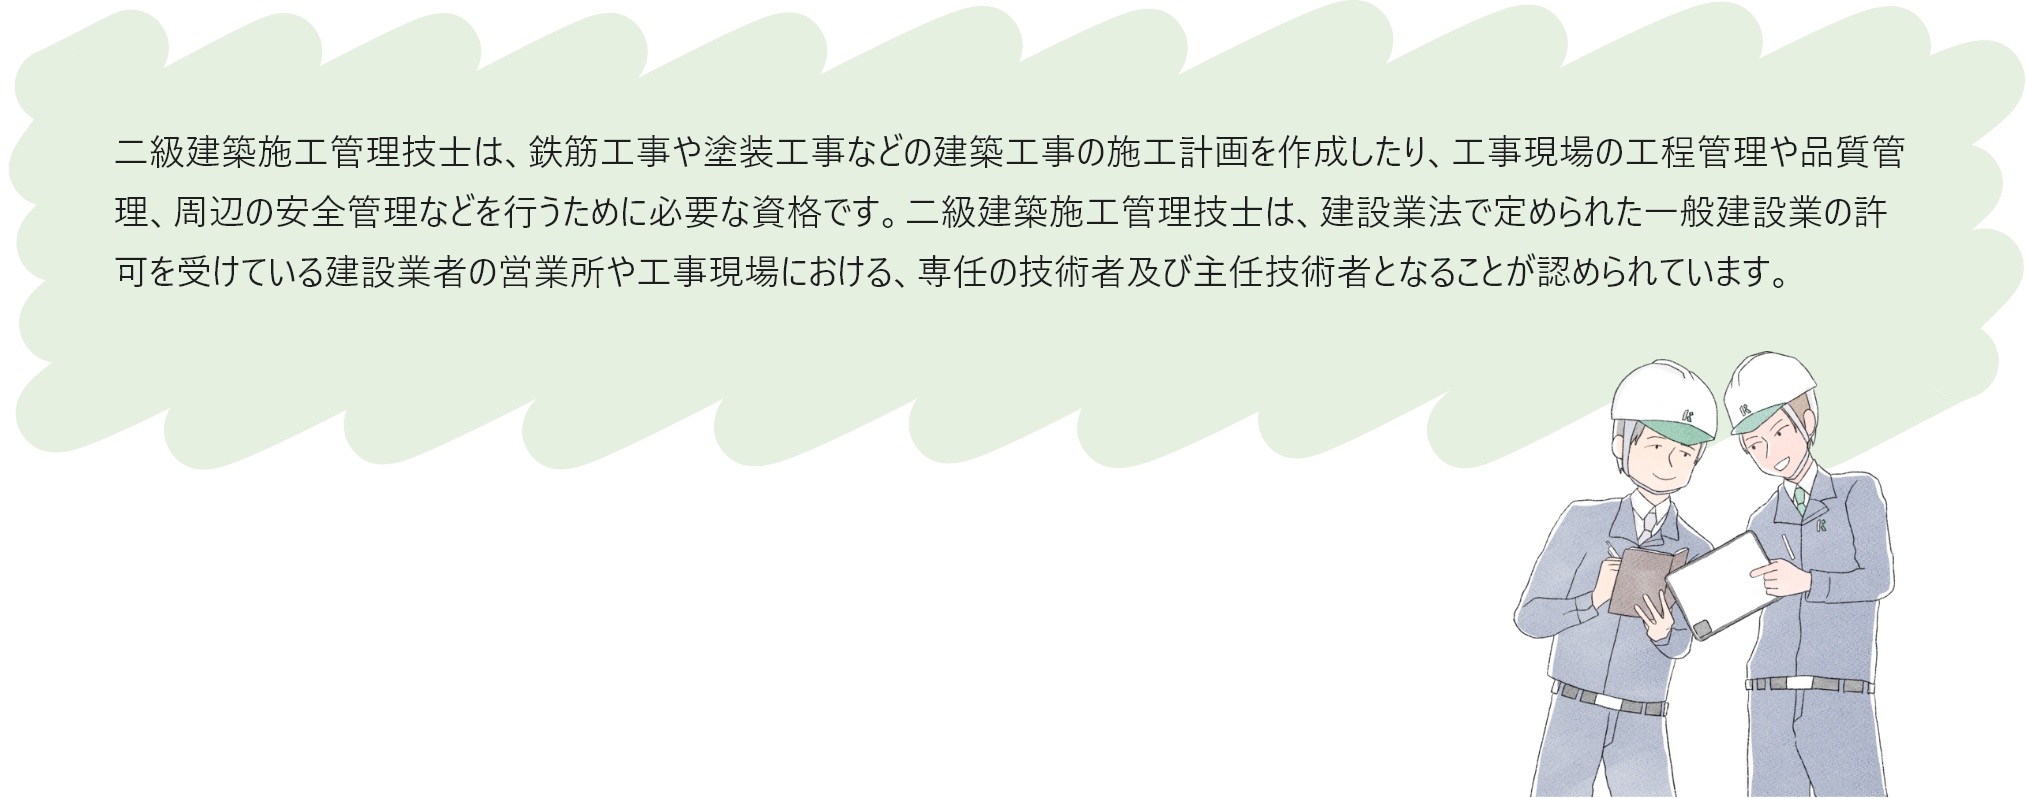 二級建築施工管理技士は、鉄筋工事や塗装工事などの建築工事の施工計画を作成したり、工事現場の工程管理や品質管
理、周辺の安全管理などを行うために必要な資格です。二級建築施工管理技士は、建設業法で定められた一般建設業の許
可を受けている建設業者の営業所や工事現場における、専任の技術者及び主任技術者となることが認められています。
K
K
K